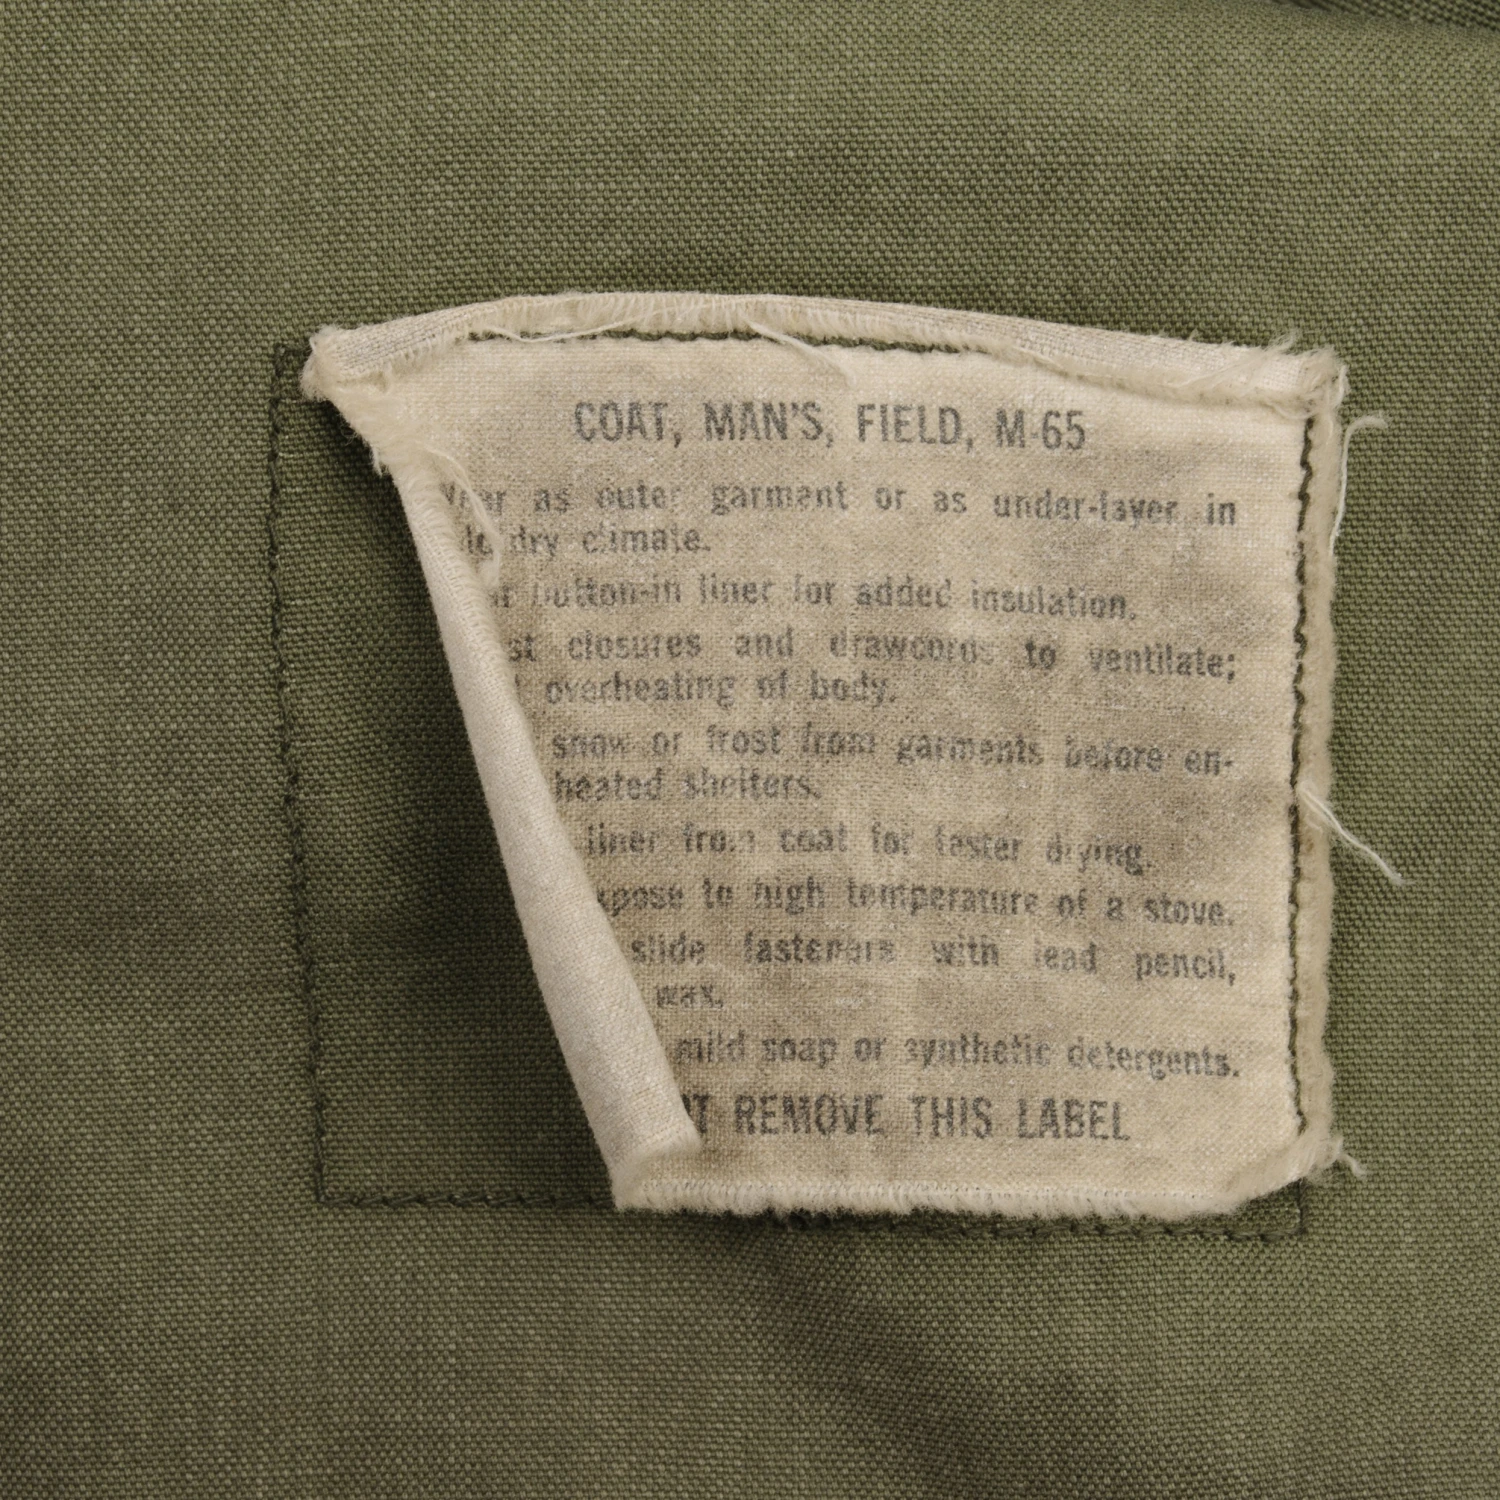 COAT, MAN'S, FIELD, M-65
as outer garment or as under-layer in
dry climate.
button-in liner for added insulation.
closures and drawcords to ventilate;
overheating of body.
snow or frost from garments before en-
heated shelters.
liner from coat for faster drying.
to high temperature of a stove.
slide fasteners with lead pencil,
wax.
mild soap or synthetic detergents.
REMOVE THIS LABEL